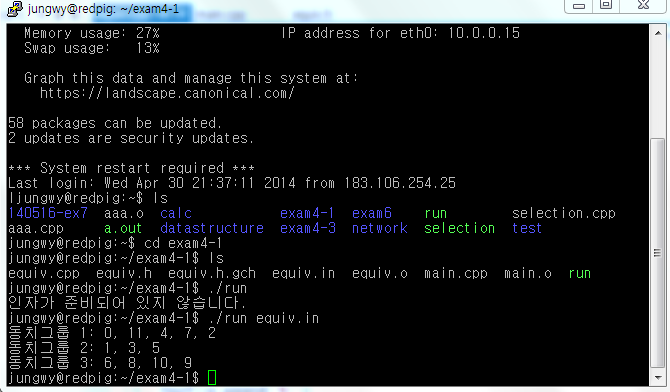 jungwy@redpig: ~/exam4-1
Memory usage: 27% IP address for eth0: 10.0.0.15
Swap usage: 13%
Graph this data and manage this system at:
https://landscape.canonical.com/
58 packages can be updated.
2 updates are security updates.
*** System restart required ***
Last login: Wed Apr 30 21:37:11 2014 from 183.106.254.25
ljungwy@redpig:~$ ls
140516-ex7 aaa.o calc exam4-1 exam6 run selection.cpp
aaa.cpp a.out datastructure exam4-3 network selection test
jungwy@redpig:~$ cd exam4-1
jungwy@redpig:~/exam4-1$ ls
equiv.cpp equiv.h equiv.h.gch equiv.in equiv.o main.cpp main.o run
jungwy@redpig:~/exam4-1$ ./run
인자가 준비되어 있지 않습니다.
jungwy@redpig:~/exam4-1$ ./run equiv.in
동치그룹 1: 0, 11, 4, 7, 2
동치그룹 2: 1, 3, 5
동치그룹 3: 6, 8, 10, 9
jungwy@redpig:~/exam4-1$